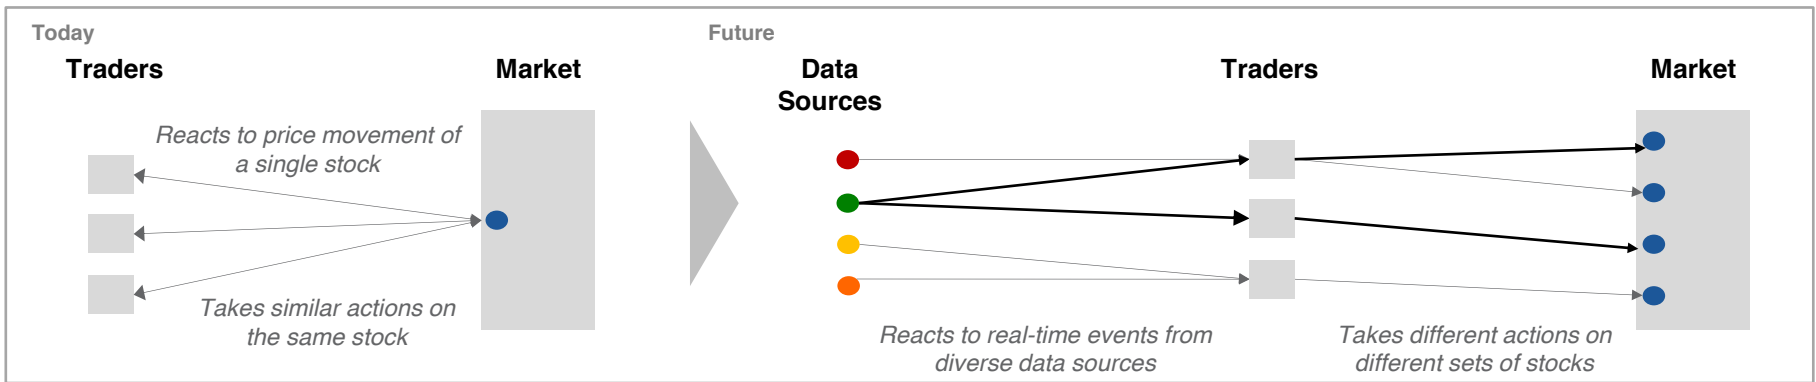 Today
Traders
Market
Reacts to price movement of
a single stock
Takes similar actions on
the same stock
Future
Data
Sources
Traders
Market
Reacts to real-time events from
diverse data sources
Takes different actions on
different sets of stocks